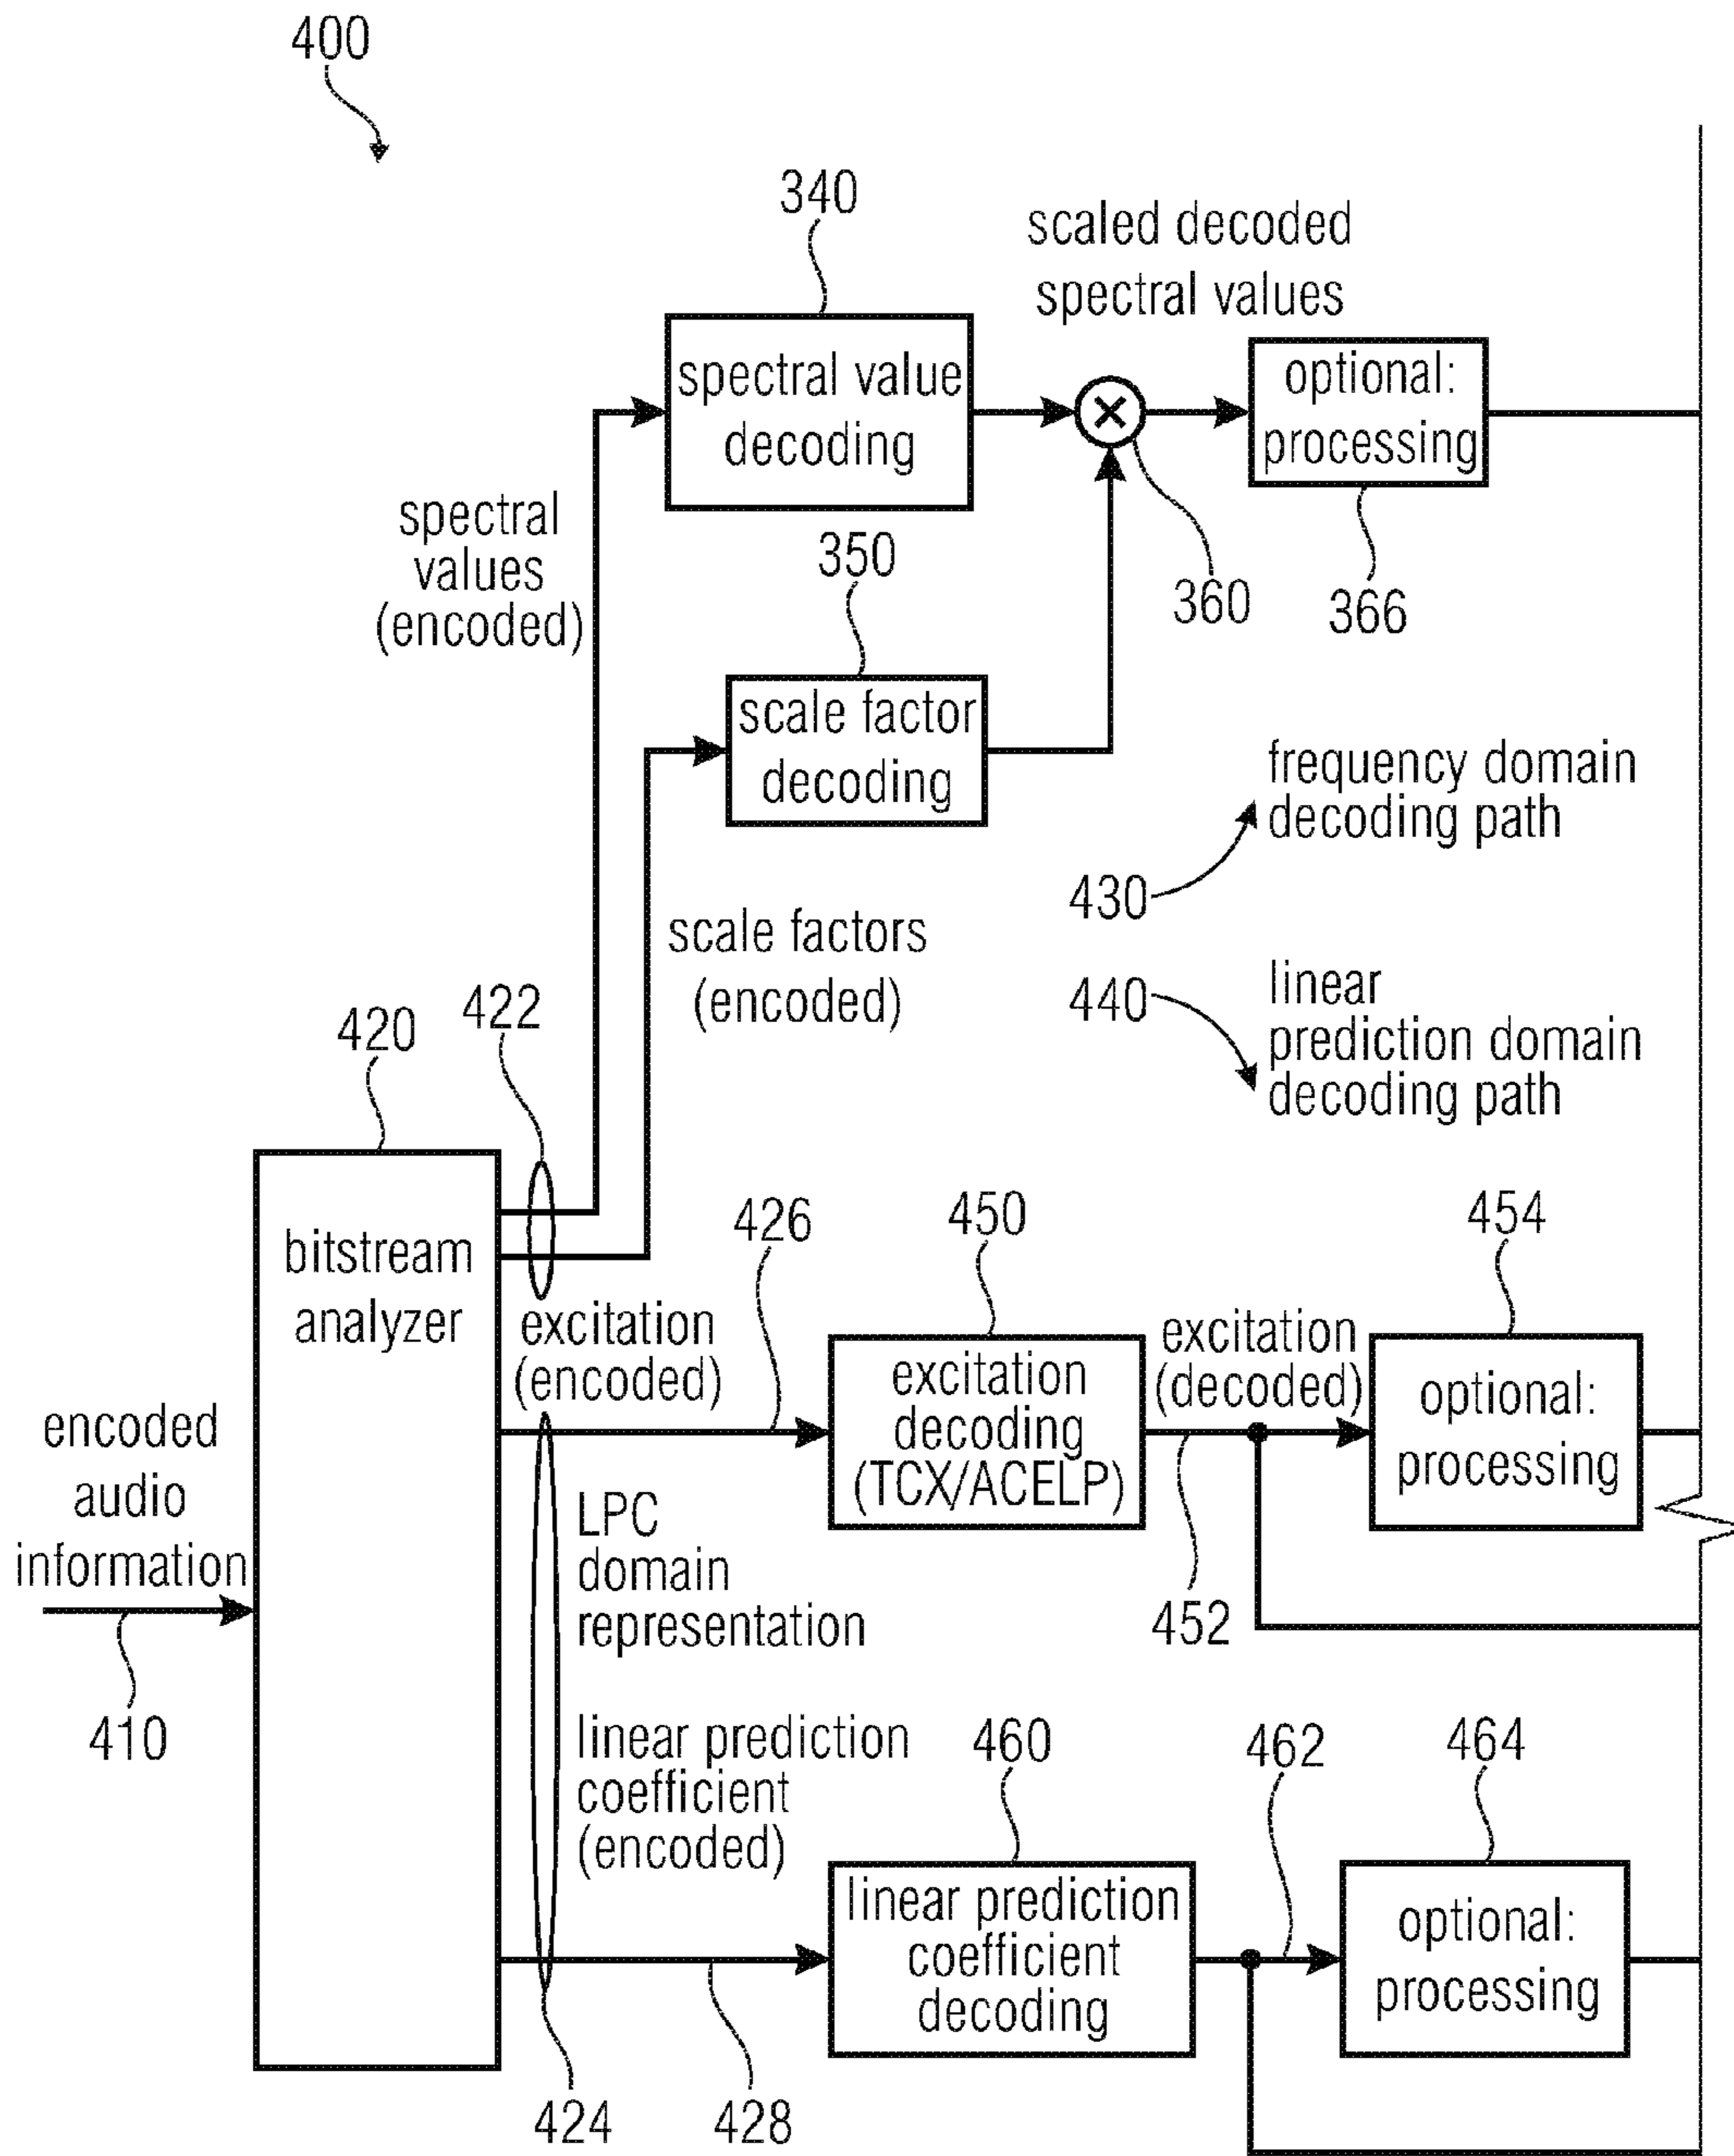 400
340
scaled decoded
spectral values
spectral value
decoding
optional:
processing
spectral
values
(encoded)
350
360
366
scale factor
decoding
frequency domain
decoding path
430
scale factors
(encoded)
linear
prediction domain
decoding path
440
422
420
426
450
454
bitstream
analyzer
excitation
(encoded)
excitation
decoding
(TCX/ACELP)
excitation
(decoded)
optional:
processing
encoded
audio
information
LPC
domain
representation
452
410
linear prediction
coefficient
(encoded)
460
462
464
linear prediction
coefficient
decoding
optional:
processing
424
428